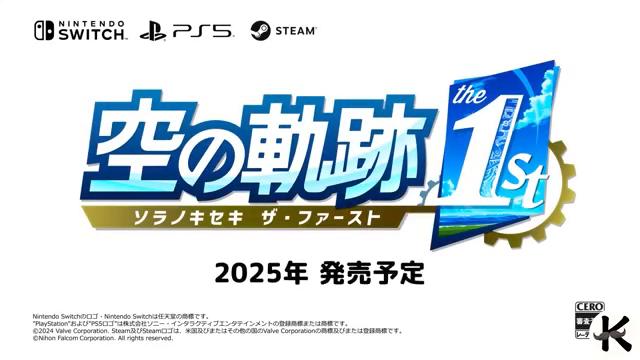 NINTENDO SWITCH. PS5 STEAM
空の軌跡 the 1st
ソラノキセキ ザ・ファースト
2025年 発売予定
Nintendo Switchのロゴ・Nintendo Switchは任天堂の商標です。
"PlayStation"および"PS5ロゴ"は株式会社ソニー・インタラクティブエンタテインメントの登録商標または商標です。
©2024 Valve Corporation. Steam及びSteamロゴは、米国及びまたはその他の国のValve Corporationの商標及びまたは登録商標です。
©Nihon Falcom Corporation. All rights reserved.
CERO
K